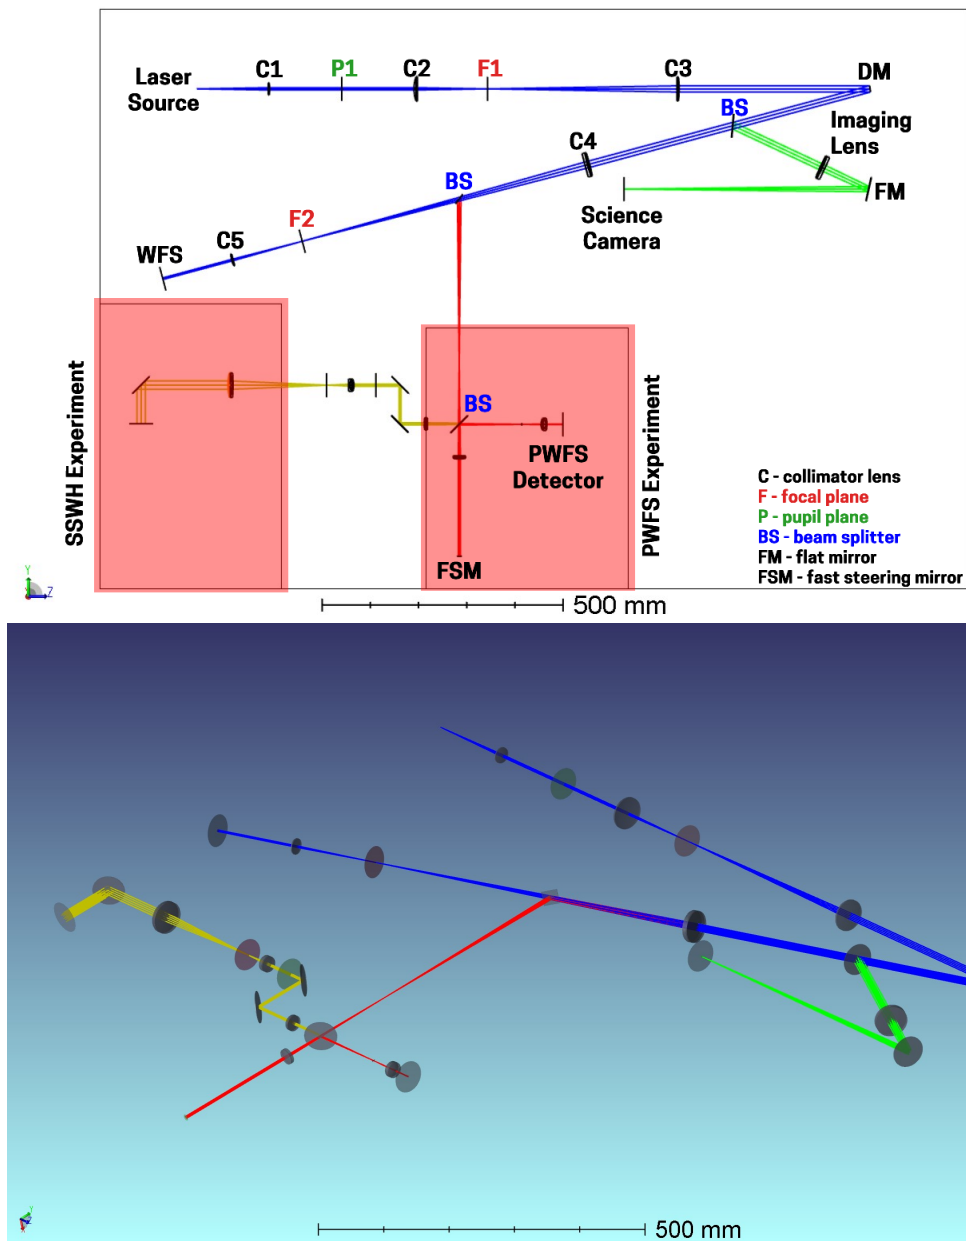 Laser
Source
C1
P1
C2
F1
C3
DM
BS
Imaging
Lens
C4
FM
BS
Science
Camera
F2
C5
WFS
SSWH Experiment
BS
PWFS
Detector
PWFS Experiment
FSM
C - collimator lens
F - focal plane
P - pupil plane
BS - beam splitter
FM - flat mirror
FSM - fast steering mirror
Y
Z
500 mm
500 mm